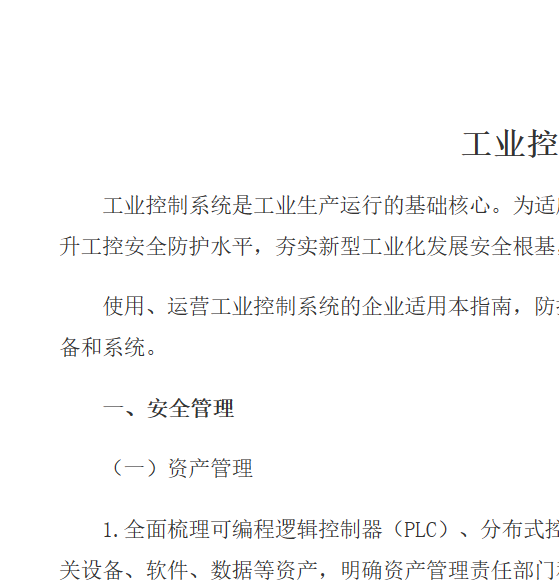 工业控
工业控制系统是工业生产运行的基础核心。为适
升工控安全防护水平，夯实新型工业化发展安全根基
使用、运营工业控制系统的企业适用本指南，防
备和系统。
一、安全管理
（一）资产管理
1.全面梳理可编程逻辑控制器（PLC）、分布式控
关设备、软件、数据等资产，明确资产管理责任部门